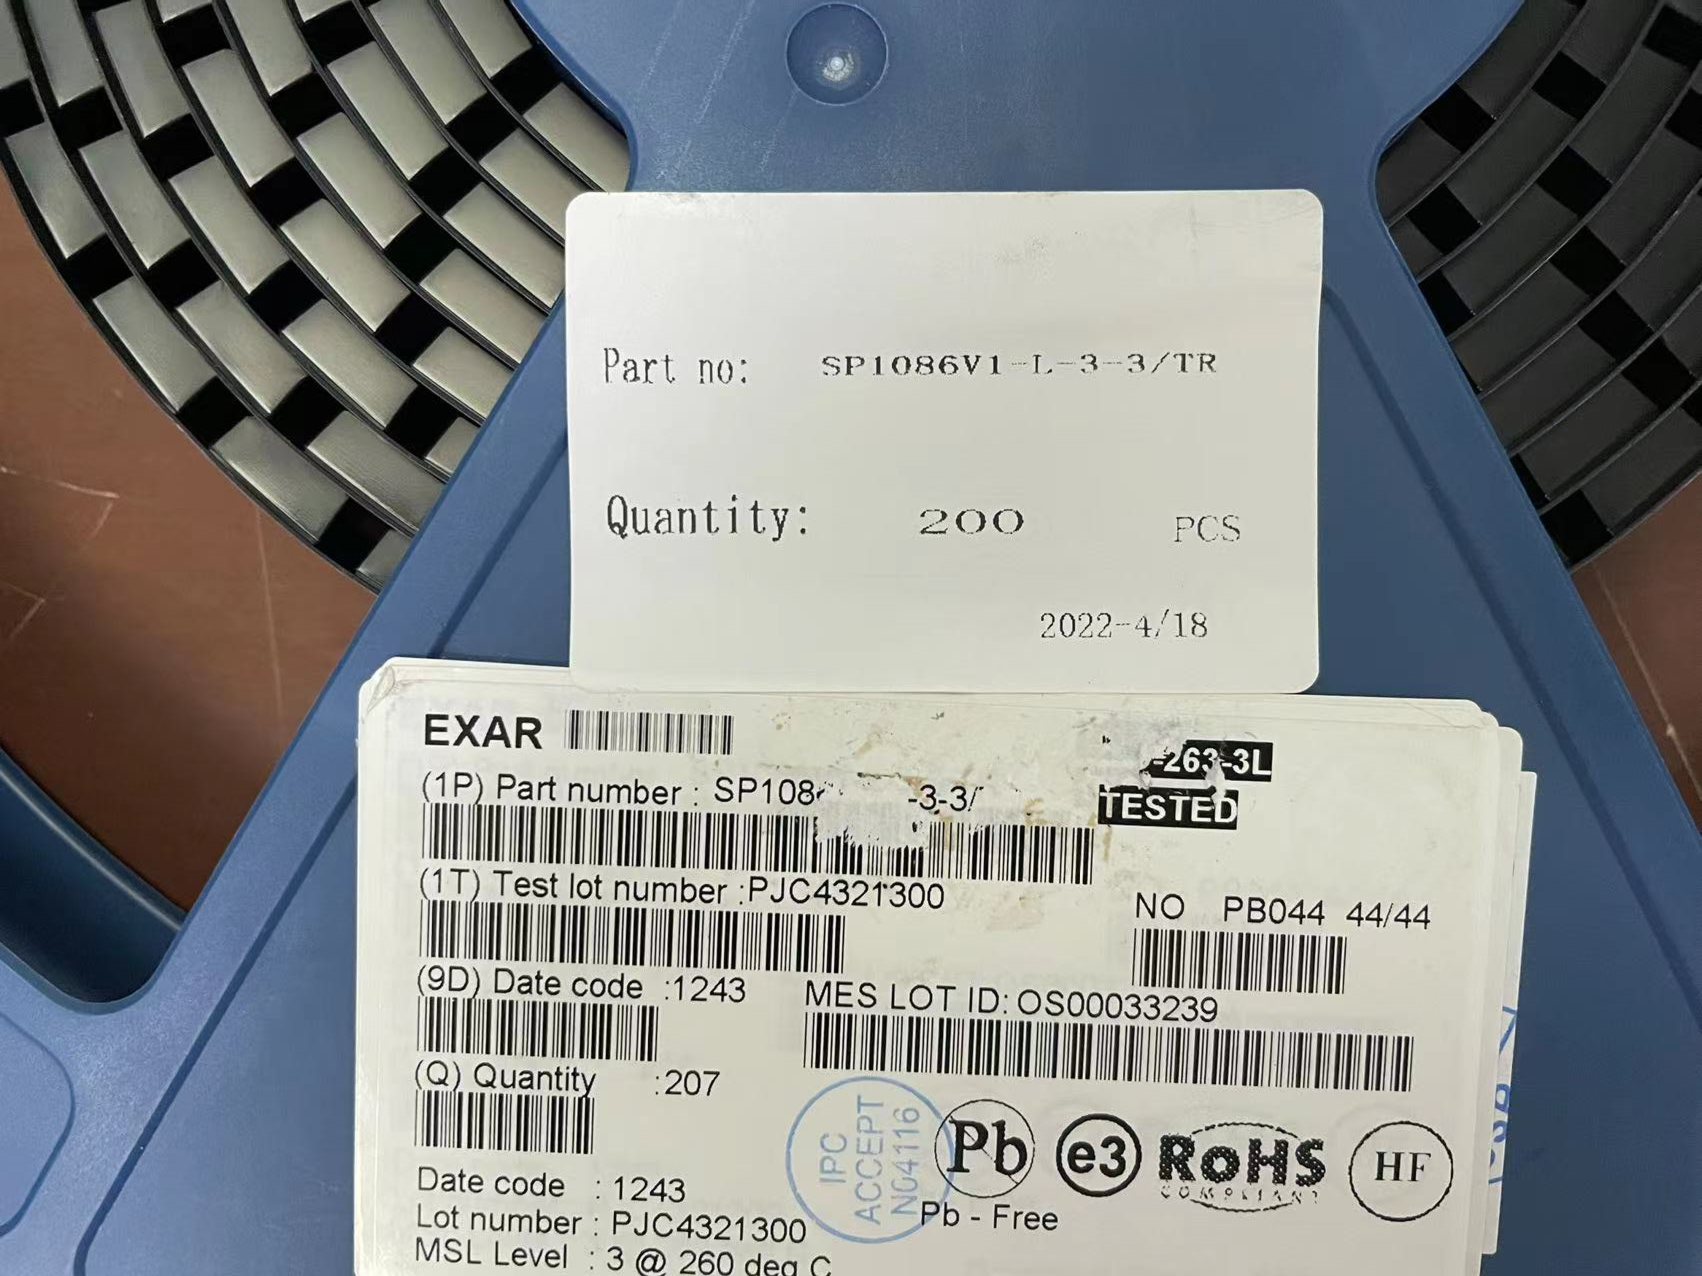 Part no: SP1086V1-L-3-3/TR
Quantity: 200 PCS
2022-4/18
EXAR
-263-3L
(1P) Part number : SP108 -3-3/
TESTED
(1T) Test lot number :PJC4321300
NO PB044 44/44
(9D) Date code :1243
MES LOT ID: OS00033239
(Q) Quantity :207
IPC
ACCEPT
N04116
Pb
e3
RoHS
COMPLIANT
HF
Pb - Free
Date code : 1243
Lot number : PJC4321300
MSL Level : 3 @ 260 deg C